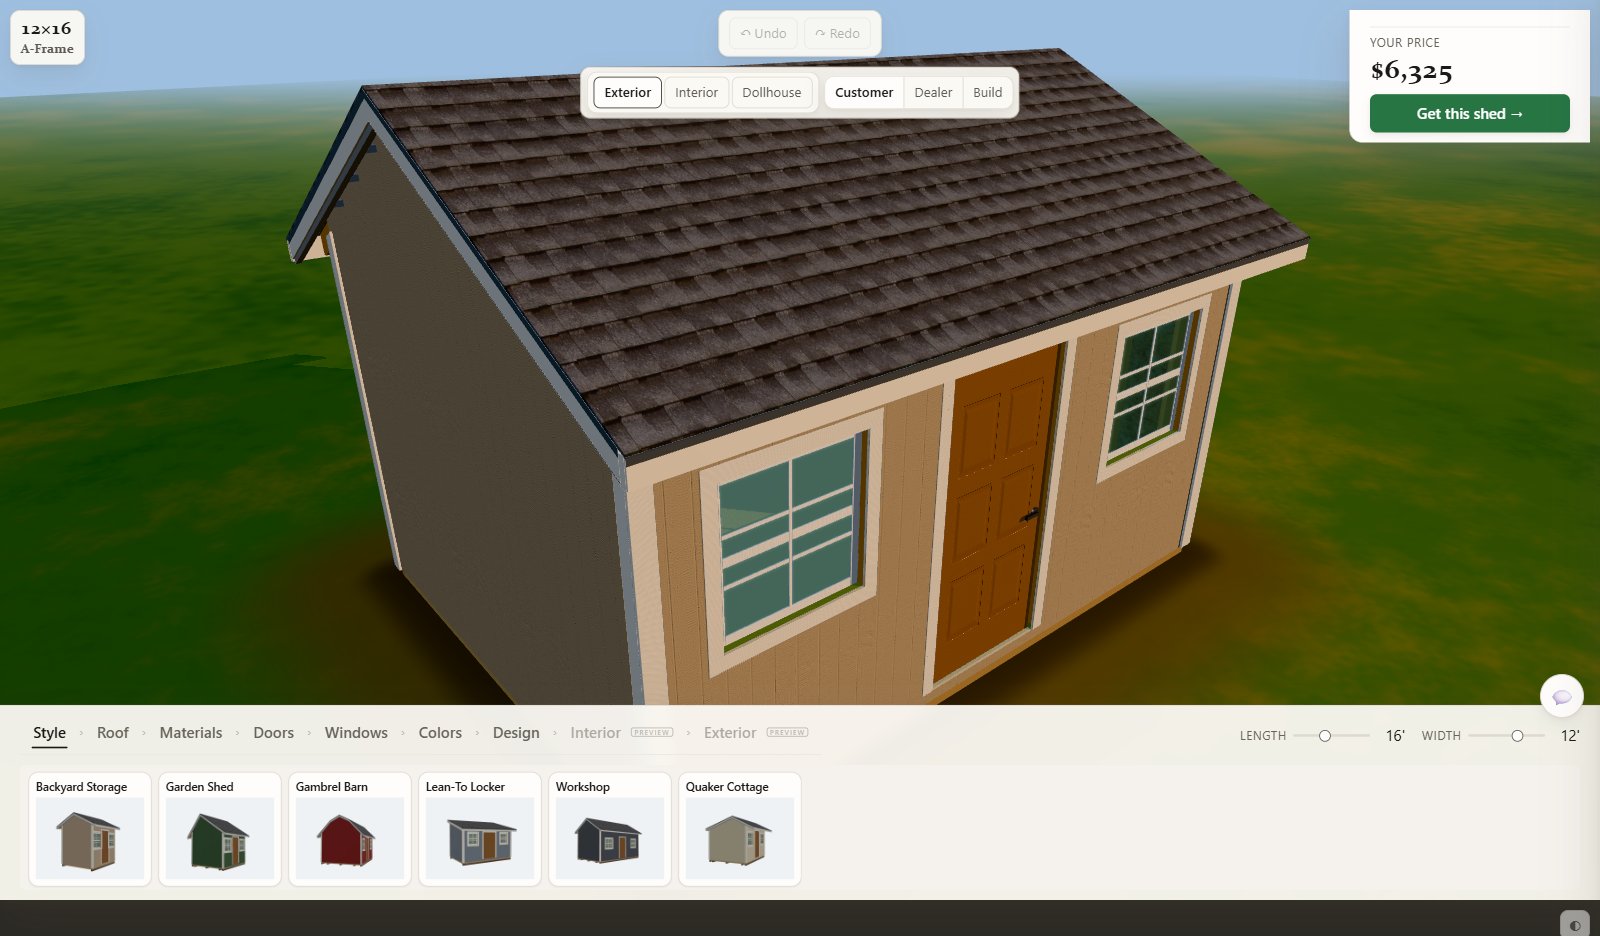 12×16
A-Frame
↶ Undo
↷ Redo
Exterior
Interior
Dollhouse
Customer
Dealer
Build
YOUR PRICE
$6,325
Get this shed →
Style › Roof › Materials › Doors › Windows › Colors › Design › Interior PREVIEW › Exterior PREVIEW
LENGTH 16' WIDTH 12'
Backyard Storage
Garden Shed
Gambrel Barn
Lean-To Locker
Workshop
Quaker Cottage